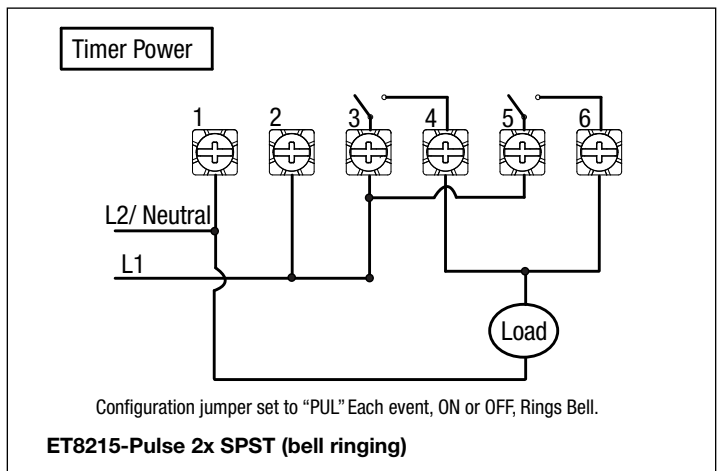 Timer Power
1 2 3 4 5 6
L2/ Neutral
L1
Load
Configuration jumper set to “PUL” Each event, ON or OFF, Rings Bell.
ET8215-Pulse 2x SPST (bell ringing)